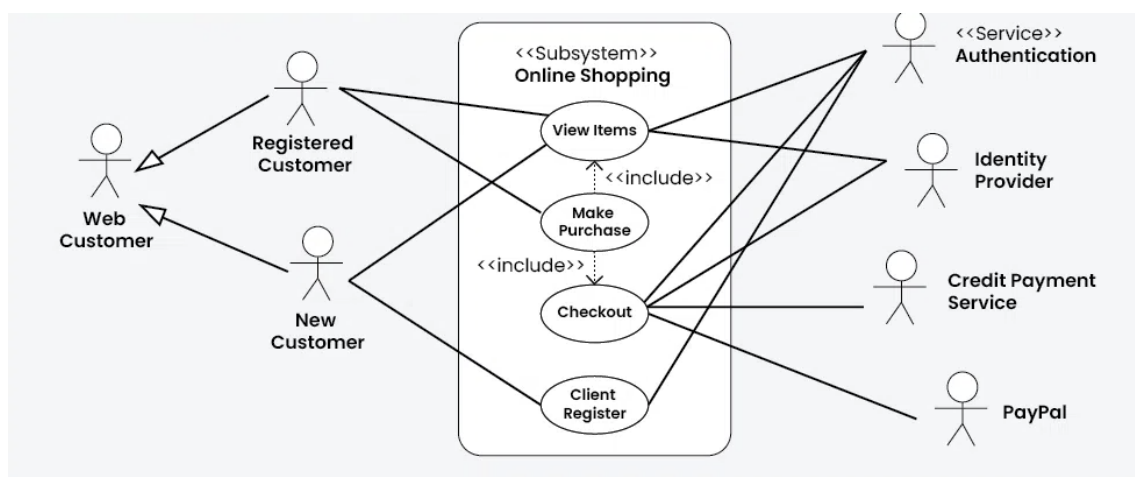 <<Subsystem>>
Online Shopping
<<Service>>
Authentication
Registered
Customer
View Items
Identity
Provider
<<include>>
Web
Customer
Make
Purchase
<<include>>
Credit Payment
Service
New
Customer
Checkout
Client
Register
PayPal